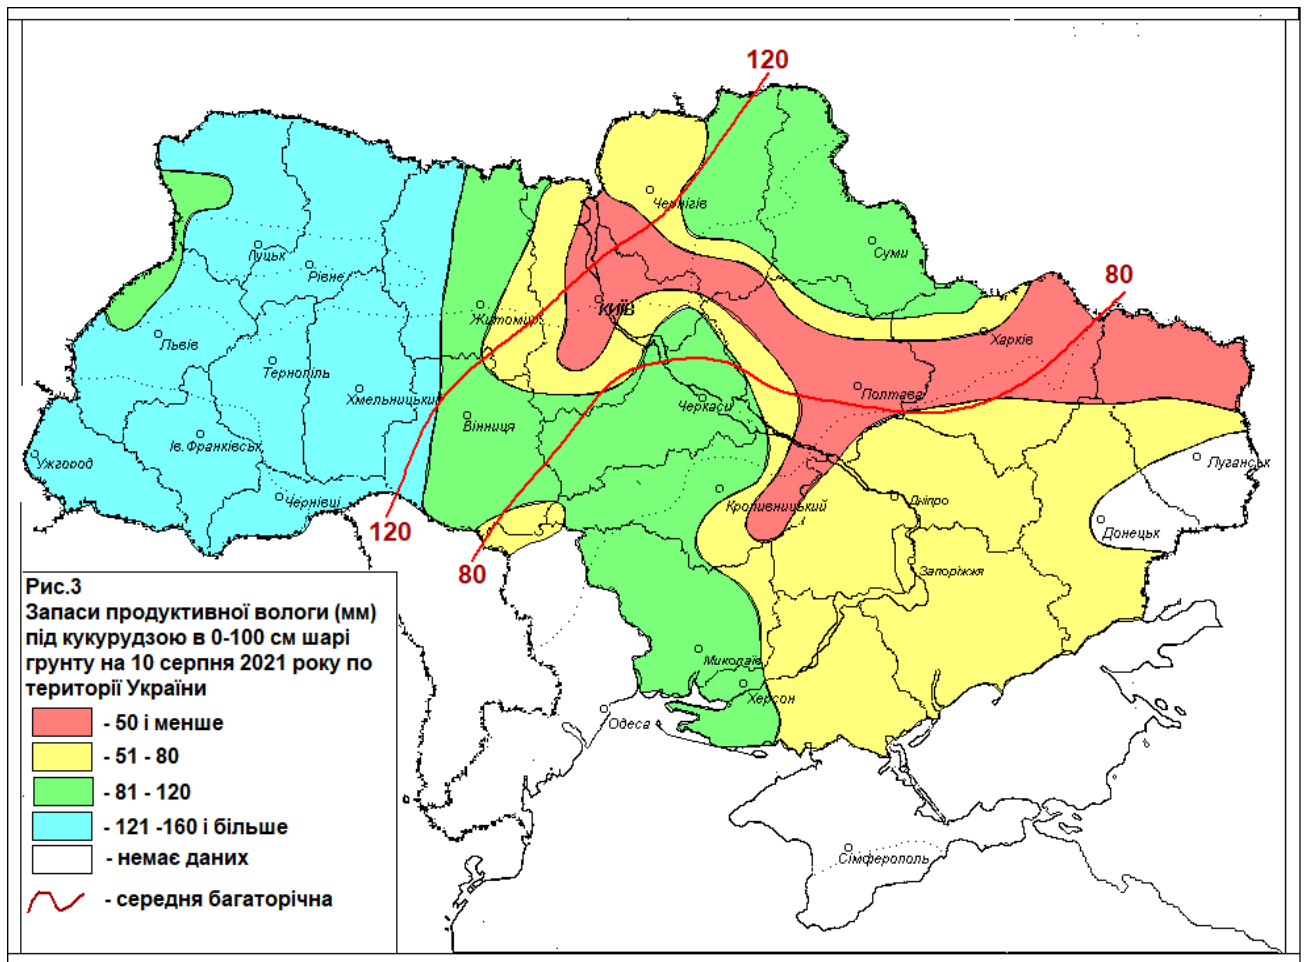 120
Чернігів
Суми
Луцьк
Рівне
80
Житомир
КИЇВ
Харків
Львів
Тернопіль
Хмельницький
Полтава
Черкаси
Вінниця
Ів.Франківськ
Ужгород
Луганськ
Чернівці
Кропивницький
Дніпро
120
Донецьк
80
Запоріжжя
Рис.3
Запаси продуктивної вологи (мм)
під кукурудзою в 0-100 см шарі
грунту на 10 серпня 2021 року по
території України
Миколаїв
Херсон
Одеса
- 50 і менше
- 51 - 80
- 81 - 120
- 121 -160 і більше
- немає даних
Сімферополь
- середня багаторічна